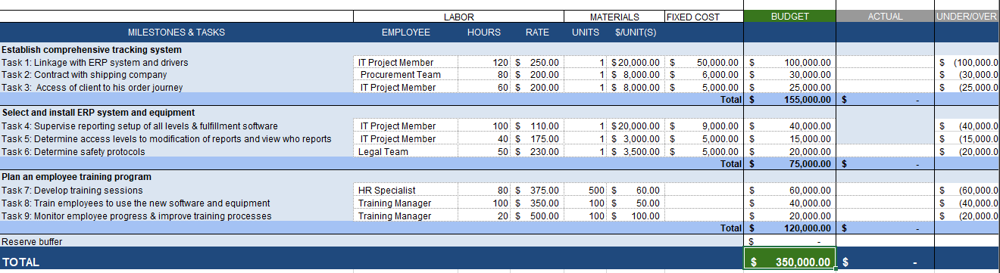 LABOR MATERIALS FIXED COST BUDGET ACTUAL UNDER/OVER
MILESTONES & TASKS EMPLOYEE HOURS RATE UNITS $/UNIT(S)
Establish comprehensive tracking system
Task 1: Linkage with ERP system and drivers IT Project Member 120 $ 250.00 1 $20,000.00 $ 50,000.00 $ 100,000.00 $ (100,000.0
Task 2: Contract with shipping company Procurement Team 80 $ 200.00 1 $ 8,000.00 $ 6,000.00 $ 30,000.00 $ (30,000.0
Task 3: Access of client to his order journey IT Project Member 60 $ 200.00 1 $ 8,000.00 $ 5,000.00 $ 25,000.00 $ (25,000.0
Total $ 155,000.00 $ -
Select and install ERP system and equipment
Task 4: Supervise reporting setup of all levels & fulfillment software IT Project Member 100 $ 110.00 1 $20,000.00 $ 9,000.00 $ 40,000.00 $ (40,000.0
Task 5: Determine access levels to modification of reports and view who reports IT Project Member 40 $ 175.00 1 $ 3,000.00 $ 5,000.00 $ 15,000.00 $ (15,000.0
Task 6: Determine safety protocols Legal Team 50 $ 230.00 1 $ 3,500.00 $ 5,000.00 $ 20,000.00 $ (20,000.0
Total $ 75,000.00 $ -
Plan an employee training program
Task 7: Develop training sessions HR Specialist 80 $ 375.00 500 $ 60.00 $ 60,000.00 $ (60,000.0
Task 8: Train employees to use the new software and equipment Training Manager 100 $ 350.00 100 $ 50.00 $ 40,000.00 $ (40,000.0
Task 9: Monitor employee progress & improve training processes Training Manager 20 $ 500.00 100 $ 100.00 $ 20,000.00 $ (20,000.0
Total $ 120,000.00 $ -
Reserve buffer $ -
TOTAL $ 350,000.00 $ -